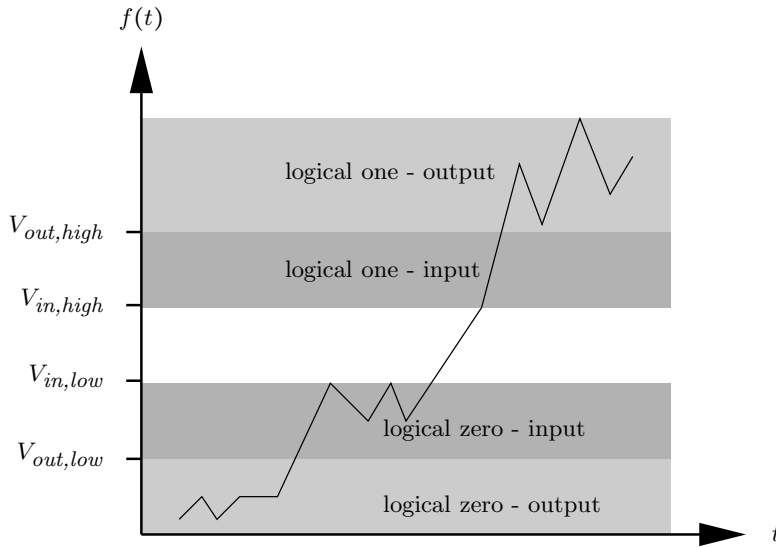 f(t)
logical one - output
V_{out,high}
logical one - input
V_{in,high}
V_{in,low}
logical zero - input
V_{out,low}
logical zero - output
t